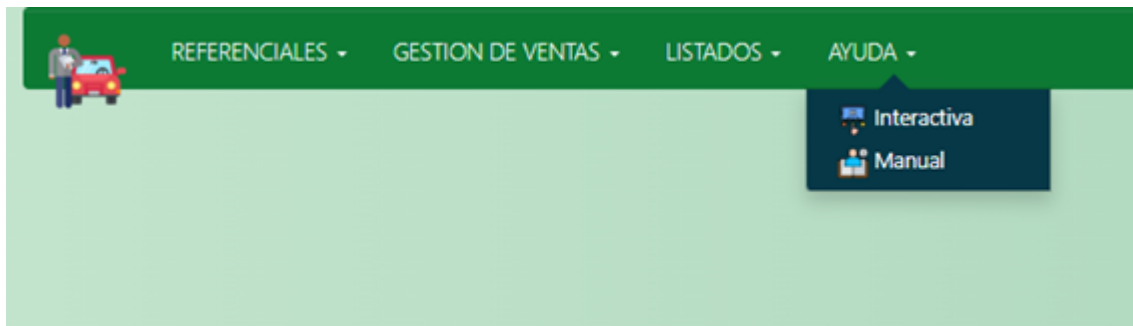 REFERENCIALES GESTION DE VENTAS LISTADOS AYUDA
Interactiva
Manual